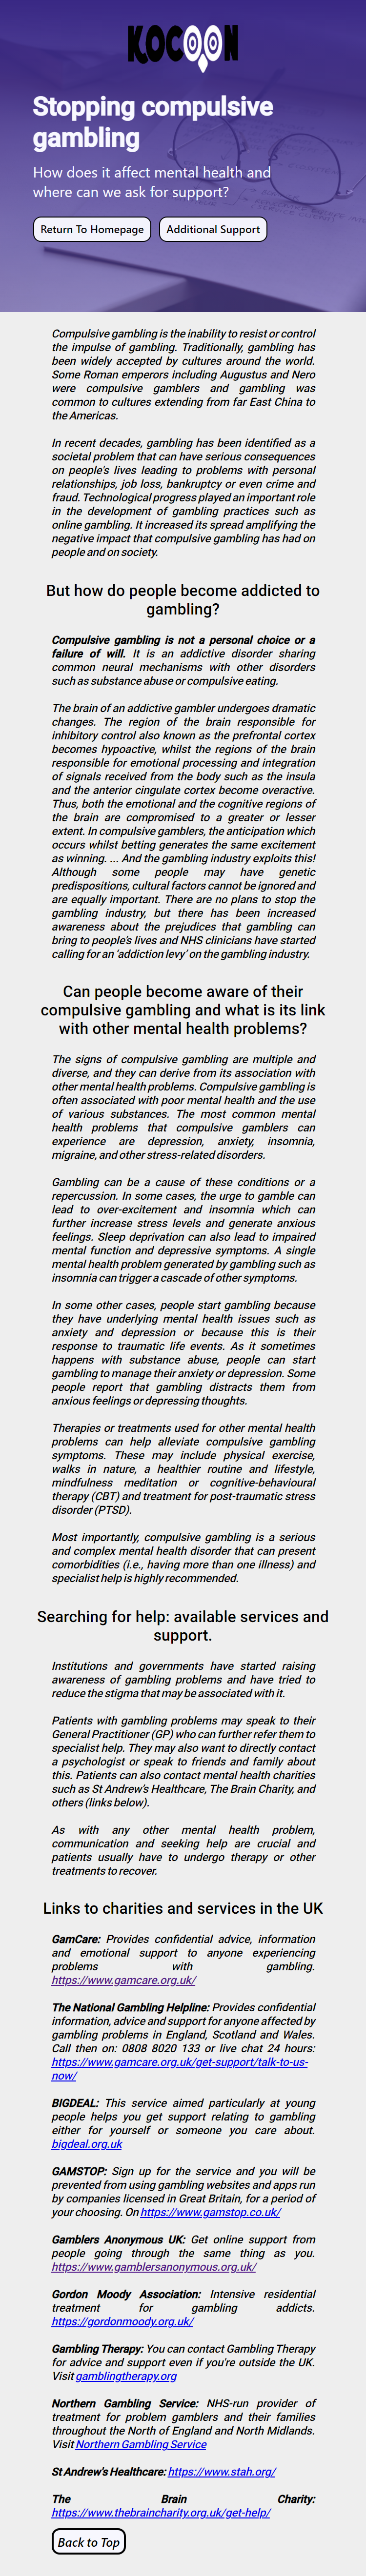 KOCOON
Stopping compulsive
gambling
How does it affect mental health and
where can we ask for support?
Return To Homepage
Additional Support
Compulsive gambling is the inability to resist or control
the impulse of gambling. Traditionally, gambling has
been widely accepted by cultures around the world.
Some Roman emperors including Augustus and Nero
were compulsive gamblers and gambling was
common to cultures extending from far East China to
the Americas.
In recent decades, gambling has been identified as a
societal problem that can have serious consequences
on people's lives leading to problems with personal
relationships, job loss, bankruptcy or even crime and
fraud. Technological progress played an important role
in the development of gambling practices such as
online gambling. It increased its spread amplifying the
negative impact that compulsive gambling has had on
people and on society.
But how do people become addicted to
gambling?
Compulsive gambling is not a personal choice or a
failure of will. It is an addictive disorder sharing
common neural mechanisms with other disorders
such as substance abuse or compulsive eating.
The brain of an addictive gambler undergoes dramatic
changes. The region of the brain responsible for
inhibitory control also known as the prefrontal cortex
becomes hypoactive, whilst the regions of the brain
responsible for emotional processing and integration
of signals received from the body such as the insula
and the anterior cingulate cortex become overactive.
Thus, both the emotional and the cognitive regions of
the brain are compromised to a greater or lesser
extent. In compulsive gamblers, the anticipation which
occurs whilst betting generates the same excitement
as winning. ... And the gambling industry exploits this!
Although some people may have genetic
predispositions, cultural factors cannot be ignored and
are equally important. There are no plans to stop the
gambling industry, but there has been increased
awareness about the prejudices that gambling can
bring to people's lives and NHS clinicians have started
calling for an 'addiction levy' on the gambling industry.
Can people become aware of their
compulsive gambling and what is its link
with other mental health problems?
The signs of compulsive gambling are multiple and
diverse, and they can derive from its association with
other mental health problems. Compulsive gambling is
often associated with poor mental health and the use
of various substances. The most common mental
health problems that compulsive gamblers can
experience are depression, anxiety, insomnia,
migraine, and other stress-related disorders.
Gambling can be a cause of these conditions or a
repercussion. In some cases, the urge to gamble can
lead to over-excitement and insomnia which can
further increase stress levels and generate anxious
feelings. Sleep deprivation can also lead to impaired
mental function and depressive symptoms. A single
mental health problem generated by gambling such as
insomnia can trigger a cascade of other symptoms.
In some other cases, people start gambling because
they have underlying mental health issues such as
anxiety and depression or because this is their
response to traumatic life events. As it sometimes
happens with substance abuse, people can start
gambling to manage their anxiety or depression. Some
people report that gambling distracts them from
anxious feelings or depressing thoughts.
Therapies or treatments used for other mental health
problems can help alleviate compulsive gambling
symptoms. These may include physical exercise,
walks in nature, a healthier routine and lifestyle,
mindfulness meditation or cognitive-behavioural
therapy (CBT) and treatment for post-traumatic stress
disorder (PTSD).
Most importantly, compulsive gambling is a serious
and complex mental health disorder that can present
comorbidities (i.e., having more than one illness) and
specialist help is highly recommended.
Searching for help: available services and
support.
Institutions and governments have started raising
awareness of gambling problems and have tried to
reduce the stigma that may be associated with it.
Patients with gambling problems may speak to their
General Practitioner (GP) who can further refer them to
specialist help. They may also want to directly contact
a psychologist or speak to friends and family about
this. Patients can also contact mental health charities
such as St Andrew's Healthcare, The Brain Charity, and
others (links below).
As with any other mental health problem,
communication and seeking help are crucial and
patients usually have to undergo therapy or other
treatments to recover.
Links to charities and services in the UK
GamCare: Provides confidential advice, information
and emotional support to anyone experiencing
problems with gambling.
https://www.gamcare.org.uk/
The National Gambling Helpline: Provides confidential
information, advice and support for anyone affected by
gambling problems in England, Scotland and Wales.
Call then on: 0808 8020 133 or live chat 24 hours:
https://www.gamcare.org.uk/get-support/talk-to-us-
now/
BIGDEAL: This service aimed particularly at young
people helps you get support relating to gambling
either for yourself or someone you care about.
bigdeal.org.uk
GAMSTOP: Sign up for the service and you will be
prevented from using gambling websites and apps run
by companies licensed in Great Britain, for a period of
your choosing. On https://www.gamstop.co.uk/
Gamblers Anonymous UK: Get online support from
people going through the same thing as you.
https://www.gamblersanonymous.org.uk/
Gordon Moody Association: Intensive residential
treatment for gambling addicts.
https://gordonmoody.org.uk/
Gambling Therapy: You can contact Gambling Therapy
for advice and support even if you're outside the UK.
Visit gamblingtherapy.org
Northern Gambling Service: NHS-run provider of
treatment for problem gamblers and their families
throughout the North of England and North Midlands.
Visit Northern Gambling Service
St Andrew's Healthcare: https://www.stah.org/
The Brain Charity:
https://www.thebraincharity.org.uk/get-help/
Back to Top